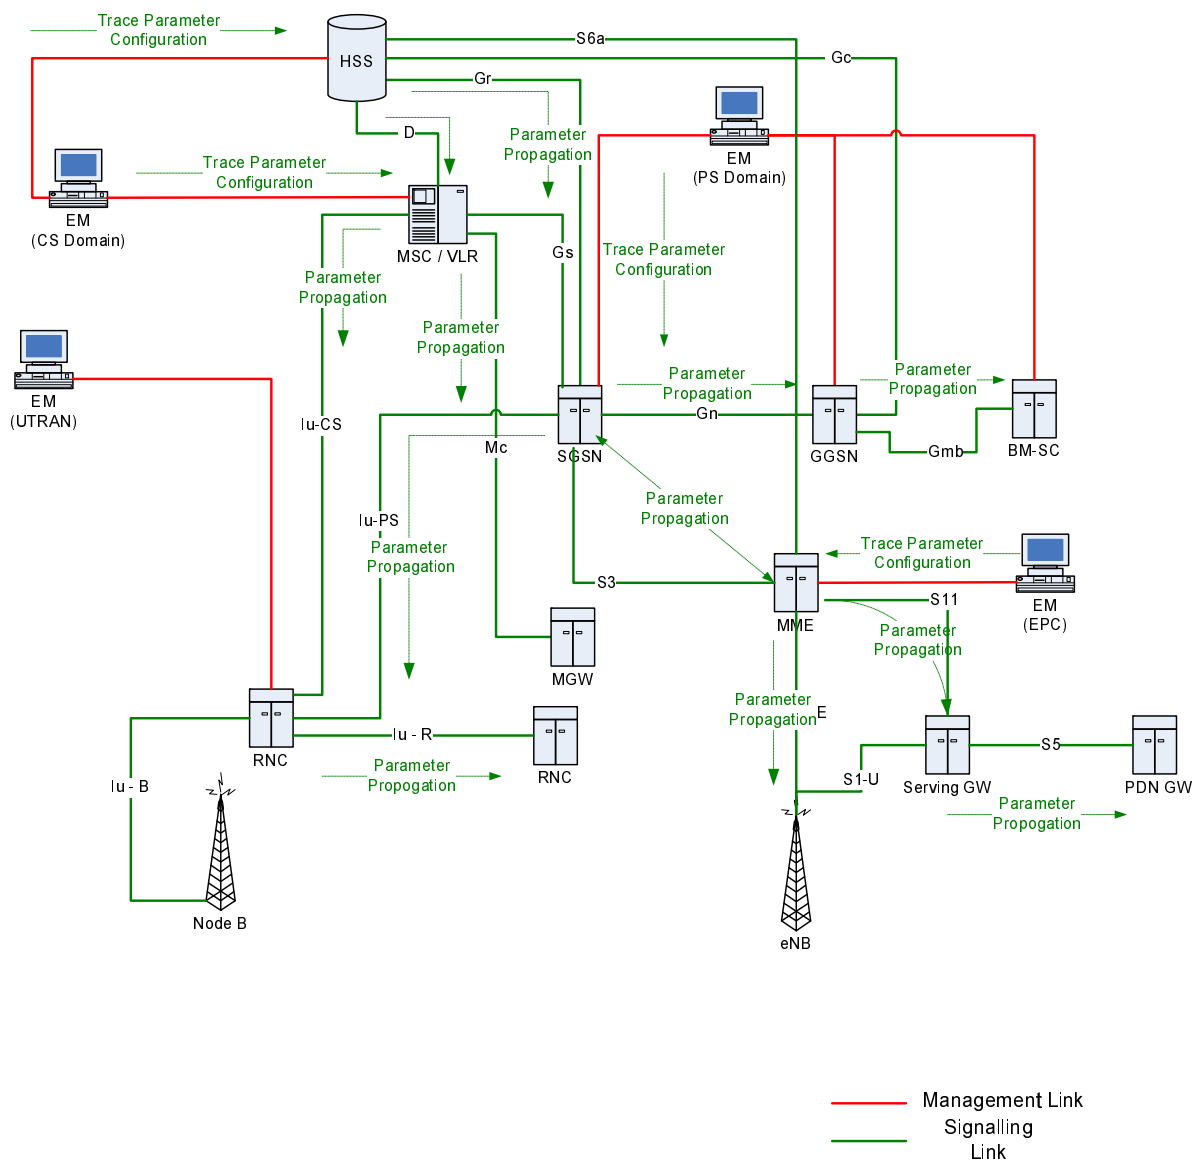 Trace Parameter
Configuration
HSS
S6a
Gc
Gr
D
Parameter
Propagation
EM
(PS Domain)
Trace Parameter
Configuration
EM
(CS Domain)
MSC / VLR
Gs
Trace Parameter
Configuration
Parameter
Propagation
Parameter
Propagation
EM
(UTRAN)
Parameter
Propagation
Parameter
Propagation
Iu-CS
Gn
Mc
SGSN
GGSN
Gmb
BM-SC
Iu-PS
Parameter
Propagation
Parameter
Propagation
Trace Parameter
Configuration
S3
MME
S11
EM
(EPC)
Parameter
Propagation
MGW
Parameter
Propagation
E
RNC
Iu - R
RNC
Parameter
Propogation
Iu - B
S5
S1-U
Serving GW
PDN GW
Parameter
Propogation
Node B
eNB
Management Link
Signalling
Link